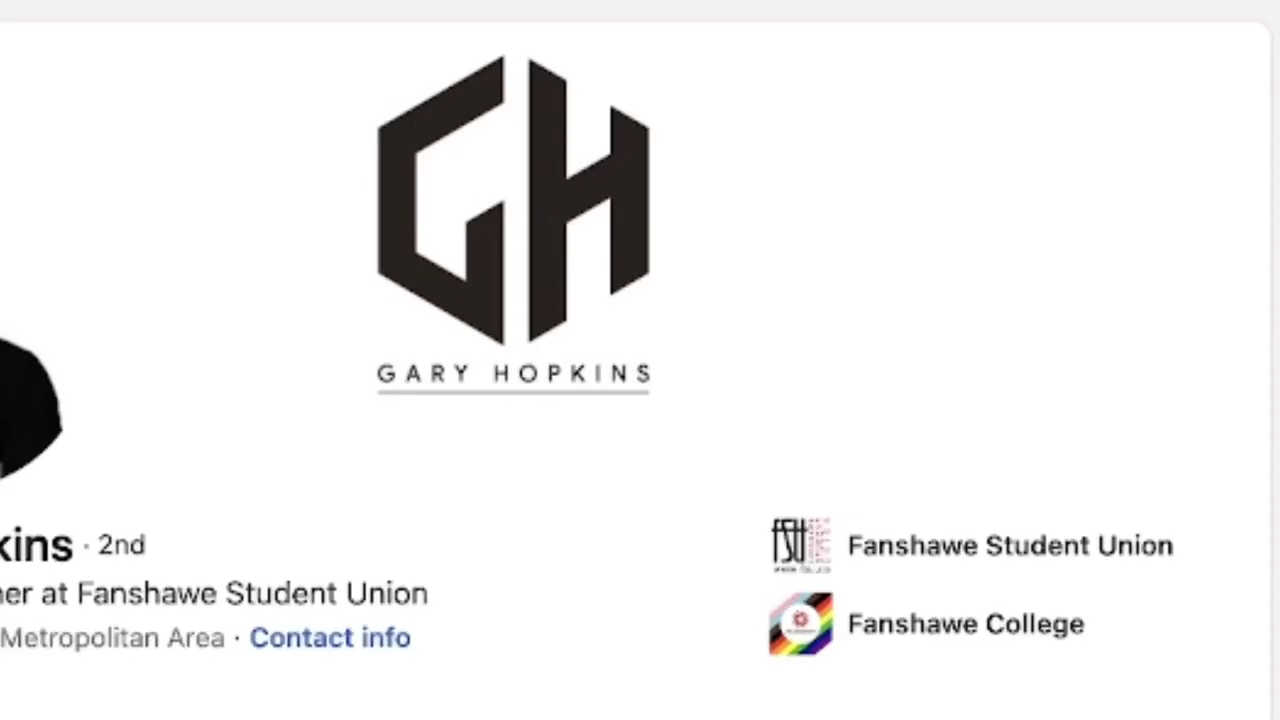 GH
GARY HOPKINS
kins · 2nd
ner at Fanshawe Student Union
Metropolitan Area · Contact info
fsu
Fanshawe Student Union
Fanshawe College